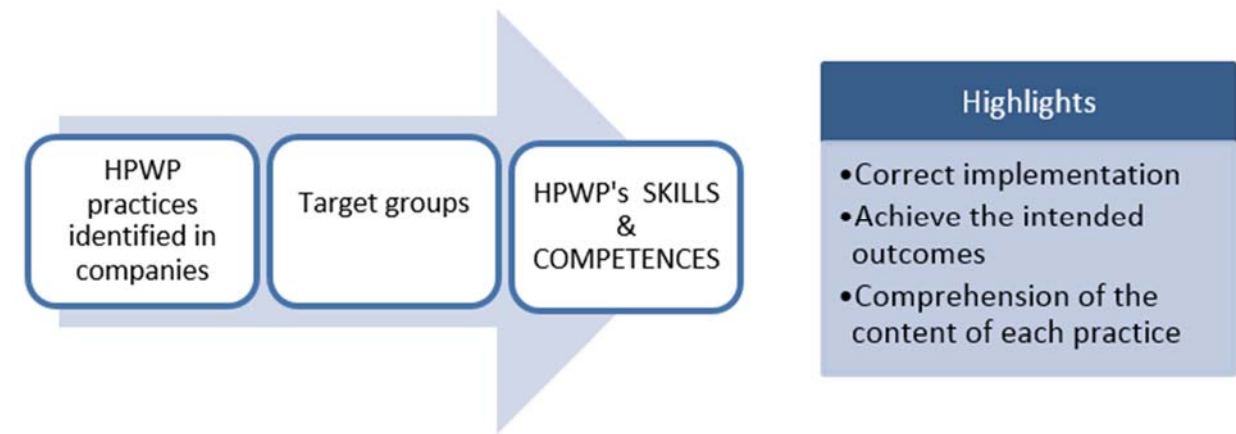 HPWP
practices
identified in
companies
Target groups
HPWP's SKILLS
&
COMPETENCES
Highlights
•Correct implementation
•Achieve the intended
outcomes
•Comprehension of the
content of each practice